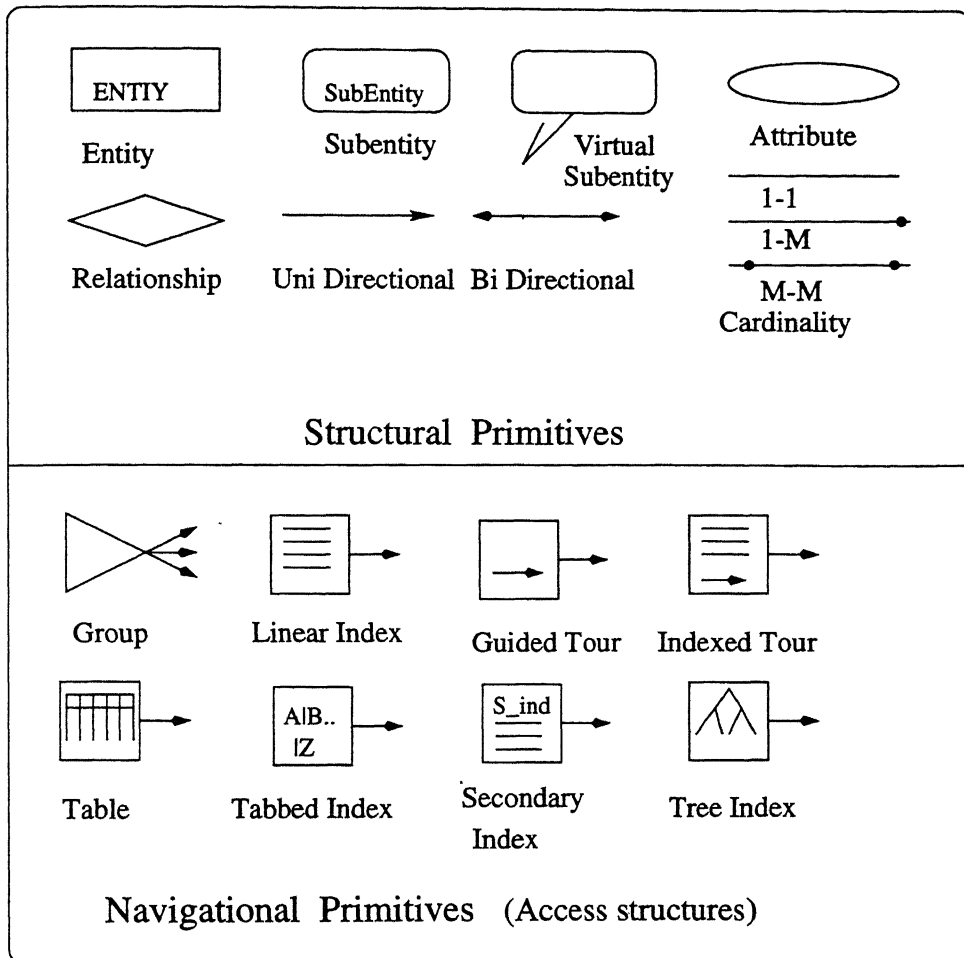 ENTIY
SubEntity
Entity
Subentity
Virtual
Subentity
Attribute
1-1
1-M
M-M
Cardinality
Relationship
Uni Directional
Bi Directional
Structural Primitives
Group
Linear Index
Guided Tour
Indexed Tour
A|B..
|Z
S_ind
Table
Tabbed Index
Secondary
Index
Tree Index
Navigational Primitives (Access structures)